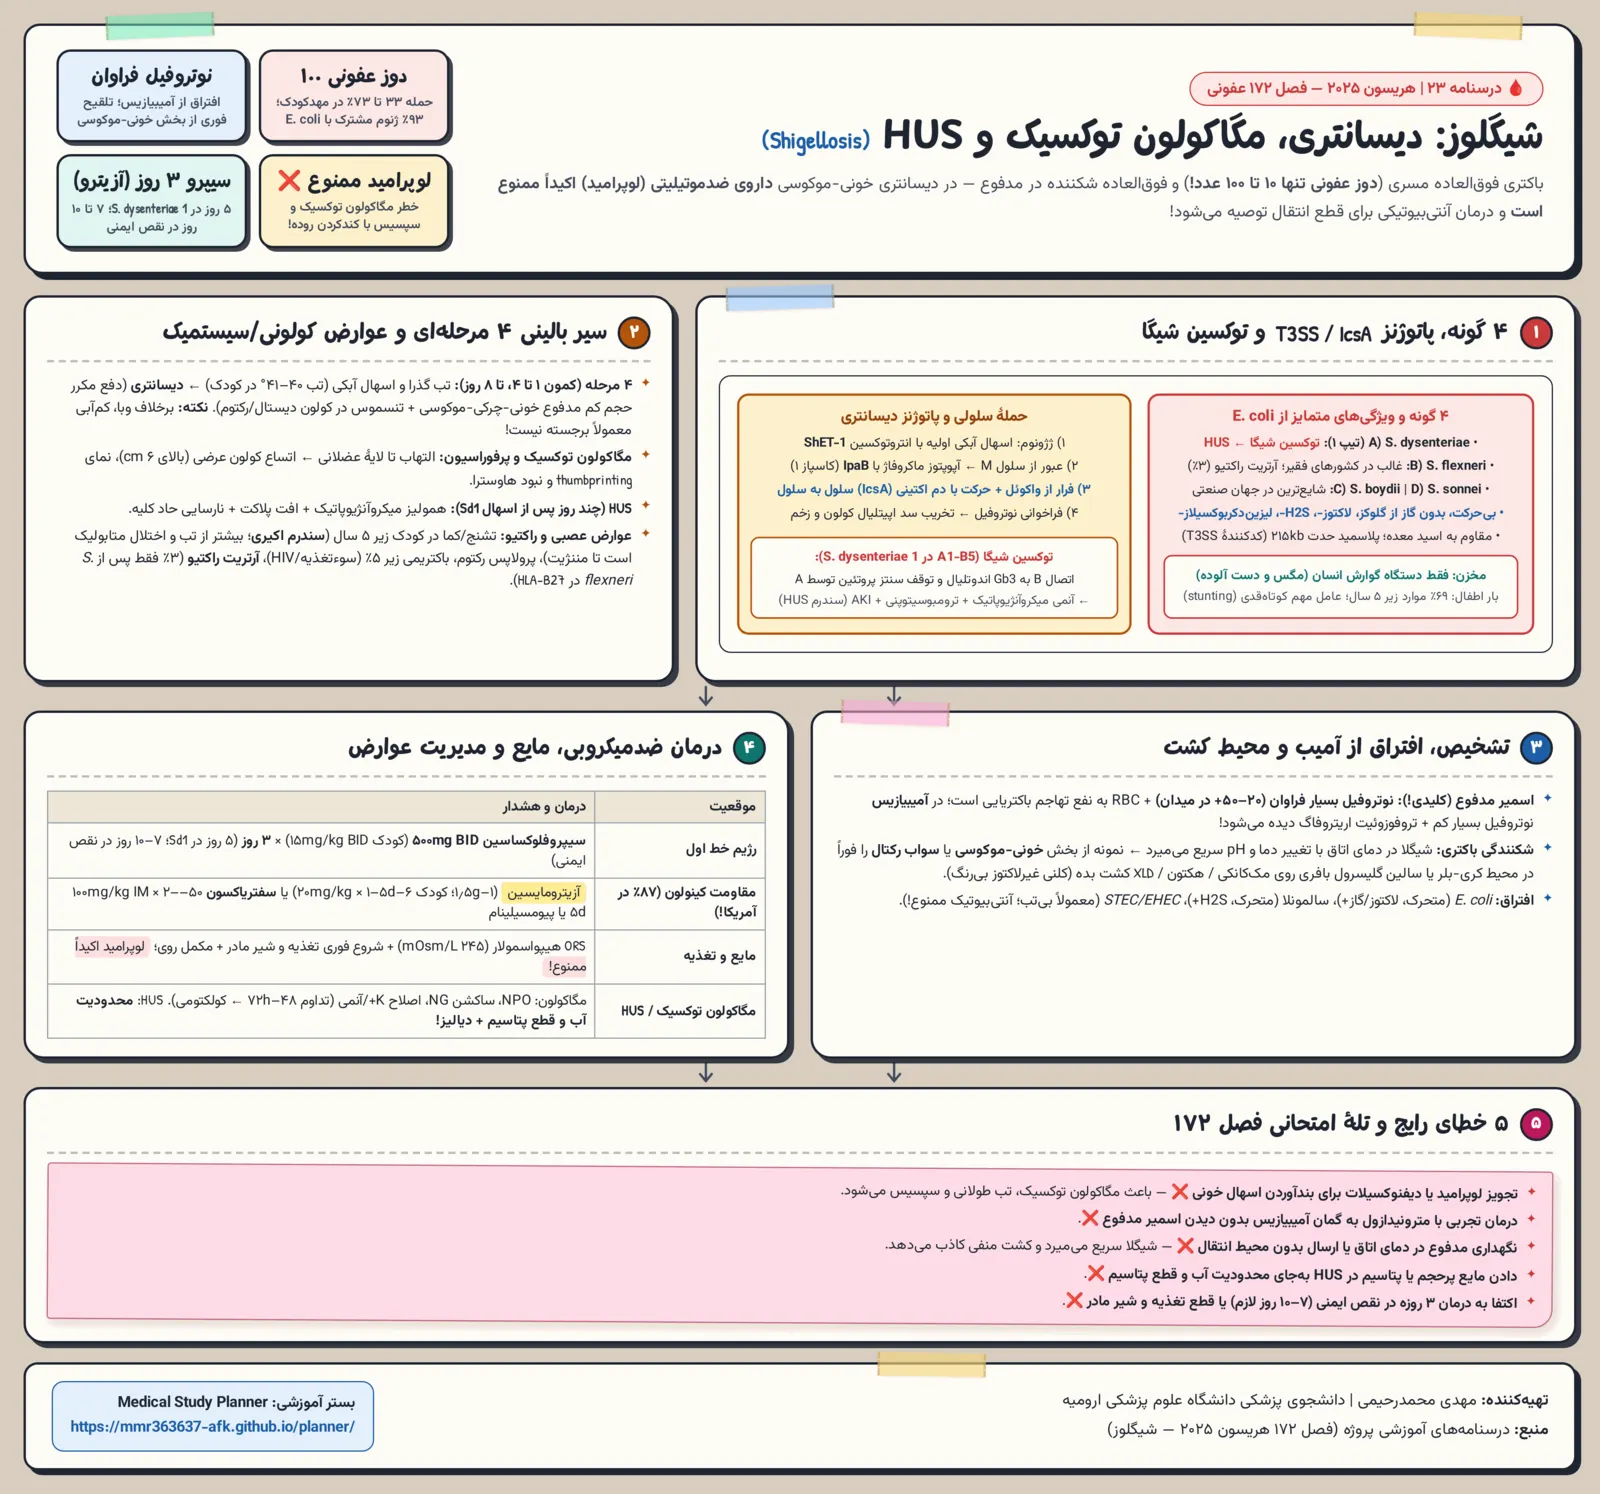 🩸 درسنامه ۲۳ | هریسون ۲۰۲۵ – فصل ۱۷۲ عفونی
شیگلوز: دیسانتری، مگاکولون توکسیک و HUS (Shigellosis)
باکتری فوق‌العاده مسری (دوز عفونی تنها ۱۰ تا ۱۰۰ عدد!) و فوق‌العاده شکننده در مدفوع – در دیسانتری خونی-موکوسی داروی ضدموتیلیتی (لوپرامید) اکیداً ممنوع
است و درمان آنتی‌بیوتیکی برای قطع انتقال توصیه می‌شود!
دوز عفونی ۱۰۰
حمله ۳۳ تا ۷۳٪ در مهدکودک؛
۹۳٪ ژنوم مشترک با E. coli
نوتروفیل فراوان
افتراق از آمیبیازیس؛ تلقیح
فوری از بخش خونی-موکوسی
لوپرامید ممنوع ❌
خطر مگاکولون توکسیک و
سپسیس با کندکردن روده!
سیپرو ۳ روز (آزیترو)
۵ روز در S. dysenteriae 1؛ ۷ تا ۱۰
روز در نقص ایمنی
۱
۴ گونه، پاتوژنز T3SS / IcsA و توکسین شیگا
۴ گونه و ویژگی‌های متمایز از E. coli
• A) S. dysenteriae (تیپ ۱): توکسین شیگا ← HUS
• B) S. flexneri: غالب در کشورهای فقیر؛ آرتریت راکتیو (۳٪)
• C) S. boydii | D) S. sonnei: شایع‌ترین در جهان صنعتی
• بی‌حرکت، بدون گاز از گلوکز، لاکتوز-، H2S-، لیزین‌دکربوکسیلاز-
• مقاوم به اسید معده؛ پلاسمید حدت ۲۱۵kb (کدکنندهٔ T3SS)
مخزن: فقط دستگاه گوارش انسان (مگس و دست آلوده)
بار اطفال: ۶۹٪ موارد زیر ۵ سال؛ عامل مهم کوتاه‌قدی (stunting)
حملهٔ سلولی و پاتوژنز دیسانتری
۱) ژژونوم: اسهال آبکی اولیه با انتروتوکسین ShET-1
۲) عبور از سلول M ← آپوپتوز ماکروفاژ با IpaB (کاسپاز ۱)
۳) فرار از واکوئل + حرکت با دم اکتینی (IcsA) سلول به سلول
۴) فراخوانی نوتروفیل ← تخریب سد اپیتلیال کولون و زخم
توکسین شیگا (A1-B5 در S. dysenteriae 1):
اتصال B به Gb3 اندوتلیال و توقف سنتز پروتئین توسط A
← آنمی میکروآنژیوپاتیک + ترومبوسیتوپنی + AKI (سندرم HUS)
۲
سیر بالینی ۴ مرحله‌ای و عوارض کولونی/سیستمیک
✦ ۴ مرحله (کمون ۱ تا ۴، تا ۸ روز): تب گذرا و اسهال آبکی (تب ۴۰–۴۱° در کودک) ← دیسانتری (دفع مکرر
حجم کم مدفوع خونی-چرکی-موکوسی + تنسموس در کولون دیستال/رکتوم). نکته: برخلاف وبا، کم‌آبی
معمولاً برجسته نیست!
✦ مگاکولون توکسیک و پرفوراسیون: التهاب تا لایهٔ عضلانی ← اتساع کولون عرضی (بالای ۶ cm)، نمای
thumbprinting و نبود هاوسترا.
✦ HUS (چند روز پس از اسهال Sd1): همولیز میکروآنژیوپاتیک + افت پلاکت + نارسایی حاد کلیه.
✦ عوارض عصبی و راکتیو: تشنج/کما در کودک زیر ۵ سال (سندرم اکیری؛ بیشتر از تب و اختلال متابولیک
است تا مننژیت)، پرولاپس رکتوم، باکتریمی زیر ۵٪ (سوءتغذیه/HIV)، آرتریت راکتیو (۳٪ فقط پس از S.
flexneri در HLA-B27).
۳
تشخیص، افتراق از آمیب و محیط کشت
✦ اسمیر مدفوع (کلیدی!): نوتروفیل بسیار فراوان (۲۰–۵۰+ در میدان) + RBC به نفع تهاجم باکتریایی است؛ در آمیبیازیس
نوتروفیل بسیار کم + تروفوزوئیت اریتروفاگ دیده می‌شود!
✦ شکنندگی باکتری: شیگلا در دمای اتاق با تغییر دما و pH سریع می‌میرد ← نمونه از بخش خونی-موکوسی یا سواب رکتال را فوراً
در محیط کری-بلر یا سالین گلیسرول بافری روی مک‌کانکی / هکتون / XLD کشت بده (کلنی غیرلاکتوز بی‌رنگ).
✦ افتراق: E. coli (متحرک، لاکتوز/گاز+)، سالمونلا (متحرک، H2S+)، STEC/EHEC (معمولاً بی‌تب؛ آنتی‌بیوتیک ممنوع!).
۴
درمان ضدمیکروبی، مایع و مدیریت عوارض
موقعیت
درمان و هشدار
رژیم خط اول
سیپروفلوکساسین 500mg BID (کودک 15mg/kg BID) × ۳ روز (۵ روز در Sd1؛ ۷–۱۰ روز در نقص
ایمنی)
مقاومت کینولون (۸۷٪ در
آمریکا!)
آزیترومایسین (۱–۱٫۵g؛ کودک ۶–۲۰mg/kg × ۱–۵d) یا سفتریاکسون ۵۰–۱۰۰mg/kg IM × ۲–
۵d یا پیومسیلینام
مایع و تغذیه
ORS هیپواسمولار (۲۴۵ mOsm/L) + شروع فوری تغذیه و شیر مادر + مکمل روی؛ لوپرامید اکیداً
ممنوع!
مگاکولون توکسیک / HUS
مگاکولون: NPO، ساکشن NG، اصلاح K+/آنمی (تداوم ۴۸–۷۲h ← کولکتومی). HUS: محدودیت
آب و قطع پتاسیم + دیالیز!
۵
۵ خطای رایج و تلهٔ امتحانی فصل ۱۷۲
✦ تجویز لوپرامید یا دیفنوکسیلات برای بندآوردن اسهال خونی ❌ – باعث مگاکولون توکسیک، تب طولانی و سپسیس می‌شود.
✦ درمان تجربی با مترونیدازول به گمان آمیبیازیس بدون دیدن اسمیر مدفوع ❌.
✦ نگهداری مدفوع در دمای اتاق یا ارسال بدون محیط انتقال ❌ – شیگلا سریع می‌میرد و کشت منفی کاذب می‌دهد.
✦ دادن مایع پرحجم یا پتاسیم در HUS به‌جای محدودیت آب و قطع پتاسیم ❌.
✦ اکتفا به درمان ۳ روزه در نقص ایمنی (۷–۱۰ روز لازم) یا قطع تغذیه و شیر مادر ❌.
تهیه‌کننده: مهدی محمدرحیمی | دانشجوی پزشکی دانشگاه علوم پزشکی ارومیه
منبع: درسنامه‌های آموزشی پروژه (فصل ۱۷۲ هریسون ۲۰۲۵ – شیگلوز)
بستر آموزشی: Medical Study Planner
https://mmr363637-afk.github.io/planner/